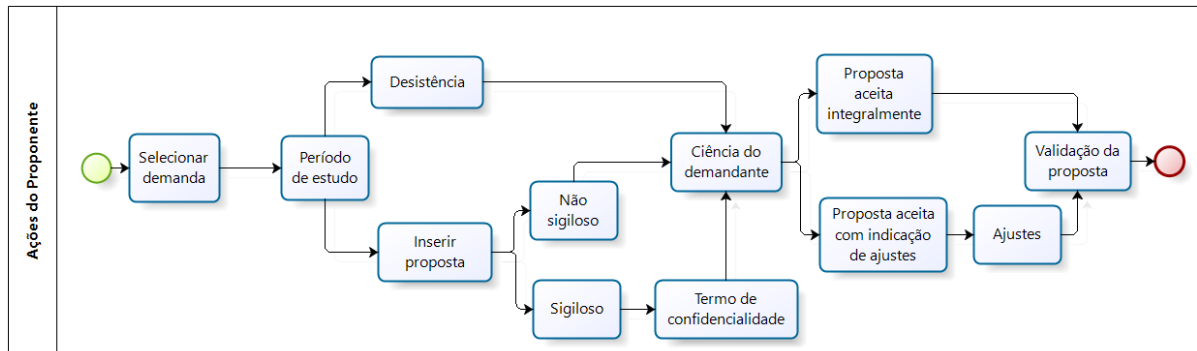 Ações do Proponente
Selecionar
demanda
Período
de estudo
Desistência
Inserir
proposta
Não
sigiloso
Sigiloso
Termo de
confidencialidade
Ciência do
demandante
Proposta
aceita
integralmente
Proposta aceita
com indicação
de ajustes
Ajustes
Validação da
proposta